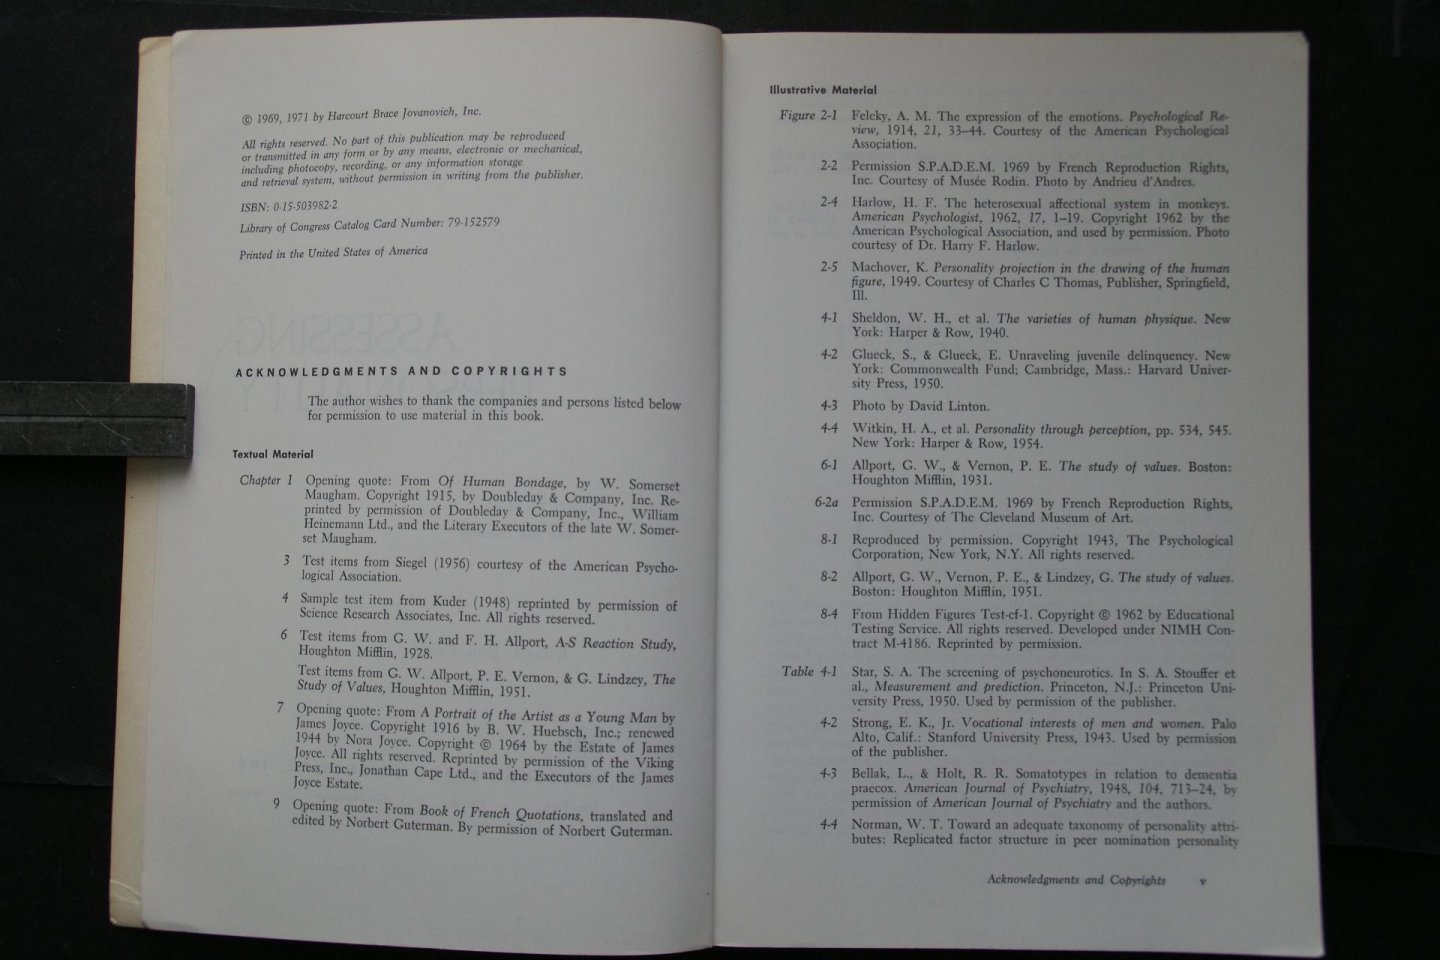 © 1969, 1971 by Harcourt Brace Jovanovich, Inc.
All rights reserved. No part of this publication may be reproduced
or transmitted in any form or by any means, electronic or mechanical,
including photocopy, recording, or any information storage
and retrieval system, without permission in writing from the publisher.
ISBN: 0-15-503982-2
Library of Congress Catalog Card Number: 79-152579
Printed in the United States of America
ACKNOWLEDGMENTS AND COPYRIGHTS
The author wishes to thank the companies and persons listed below
for permission to use material in this book.
Textual Material
Chapter 1 Opening quote: From Of Human Bondage, by W. Somerset
Maugham. Copyright 1915, by Doubleday & Company, Inc. Re-
printed by permission of Doubleday & Company, Inc., William
Heinemann Ltd., and the Literary Executors of the late W. Somer-
set Maugham.
3 Test items from Siegel (1956) courtesy of the American Psycho-
logical Association.
4 Sample test item from Kuder (1948) reprinted by permission of
Science Research Associates, Inc. All rights reserved.
6 Test items from G. W. and F. H. Allport, A-S Reaction Study,
Houghton Mifflin, 1928.
Test items from G. W. Allport, P. E. Vernon, & G. Lindzey, The
Study of Values, Houghton Mifflin, 1951.
7 Opening quote: From A Portrait of the Artist as a Young Man by
James Joyce. Copyright 1916 by B. W. Huebsch, Inc.; renewed
1944 by Nora Joyce. Copyright © 1964 by the Estate of James
Joyce. All rights reserved. Reprinted by permission of the Viking
Press, Inc., Jonathan Cape Ltd., and the Executors of the James
Joyce Estate.
9 Opening quote: From Book of French Quotations, translated and
edited by Norbert Guterman. By permission of Norbert Guterman.
Illustrative Material
Figure 2-1 Feleky, A. M. The expression of the emotions. Psychological Re-
view, 1914, 21, 33–44. Courtesy of the American Psychological
Association.
2-2 Permission S.P.A.D.E.M. 1969 by French Reproduction Rights,
Inc. Courtesy of Musée Rodin. Photo by Andrieu d'Andres.
2-4 Harlow, H. F. The heterosexual affectional system in monkeys.
American Psychologist, 1962, 17, 1–19. Copyright 1962 by the
American Psychological Association, and used by permission. Photo
courtesy of Dr. Harry F. Harlow.
2-5 Machover, K. Personality projection in the drawing of the human
figure, 1949. Courtesy of Charles C Thomas, Publisher, Springfield,
Ill.
4-1 Sheldon, W. H., et al. The varieties of human physique. New
York: Harper & Row, 1940.
4-2 Glueck, S., & Glueck, E. Unraveling juvenile delinquency. New
York: Commonwealth Fund; Cambridge, Mass.: Harvard Univer-
sity Press, 1950.
4-3 Photo by David Linton.
4-4 Witkin, H. A., et al. Personality through perception, pp. 534, 545.
New York: Harper & Row, 1954.
6-1 Allport, G. W., & Vernon, P. E. The study of values. Boston:
Houghton Mifflin, 1931.
6-2a Permission S.P.A.D.E.M. 1969 by French Reproduction Rights,
Inc. Courtesy of The Cleveland Museum of Art.
8-1 Reproduced by permission. Copyright 1943, The Psychological
Corporation, New York, N.Y. All rights reserved.
8-2 Allport, G. W., Vernon, P. E., & Lindzey, G. The study of values.
Boston: Houghton Mifflin, 1951.
8-4 From Hidden Figures Test-cf-1. Copyright © 1962 by Educational
Testing Service. All rights reserved. Developed under NIMH Con-
tract M-4186. Reprinted by permission.
Table 4-1 Star, S. A. The screening of psychoneurotics. In S. A. Stouffer et
al., Measurement and prediction. Princeton, N.J.: Princeton Uni-
versity Press, 1950. Used by permission of the publisher.
4-2 Strong, E. K., Jr. Vocational interests of men and women. Palo
Alto, Calif.: Stanford University Press, 1943. Used by permission
of the publisher.
4-3 Bellak, L., & Holt, R. R. Somatotypes in relation to dementia
praecox. American Journal of Psychiatry, 1948, 104, 713–24, by
permission of American Journal of Psychiatry and the authors.
4-4 Norman, W. T. Toward an adequate taxonomy of personality attri-
butes: Replicated factor structure in peer nomination personality
Acknowledgments and Copyrights v